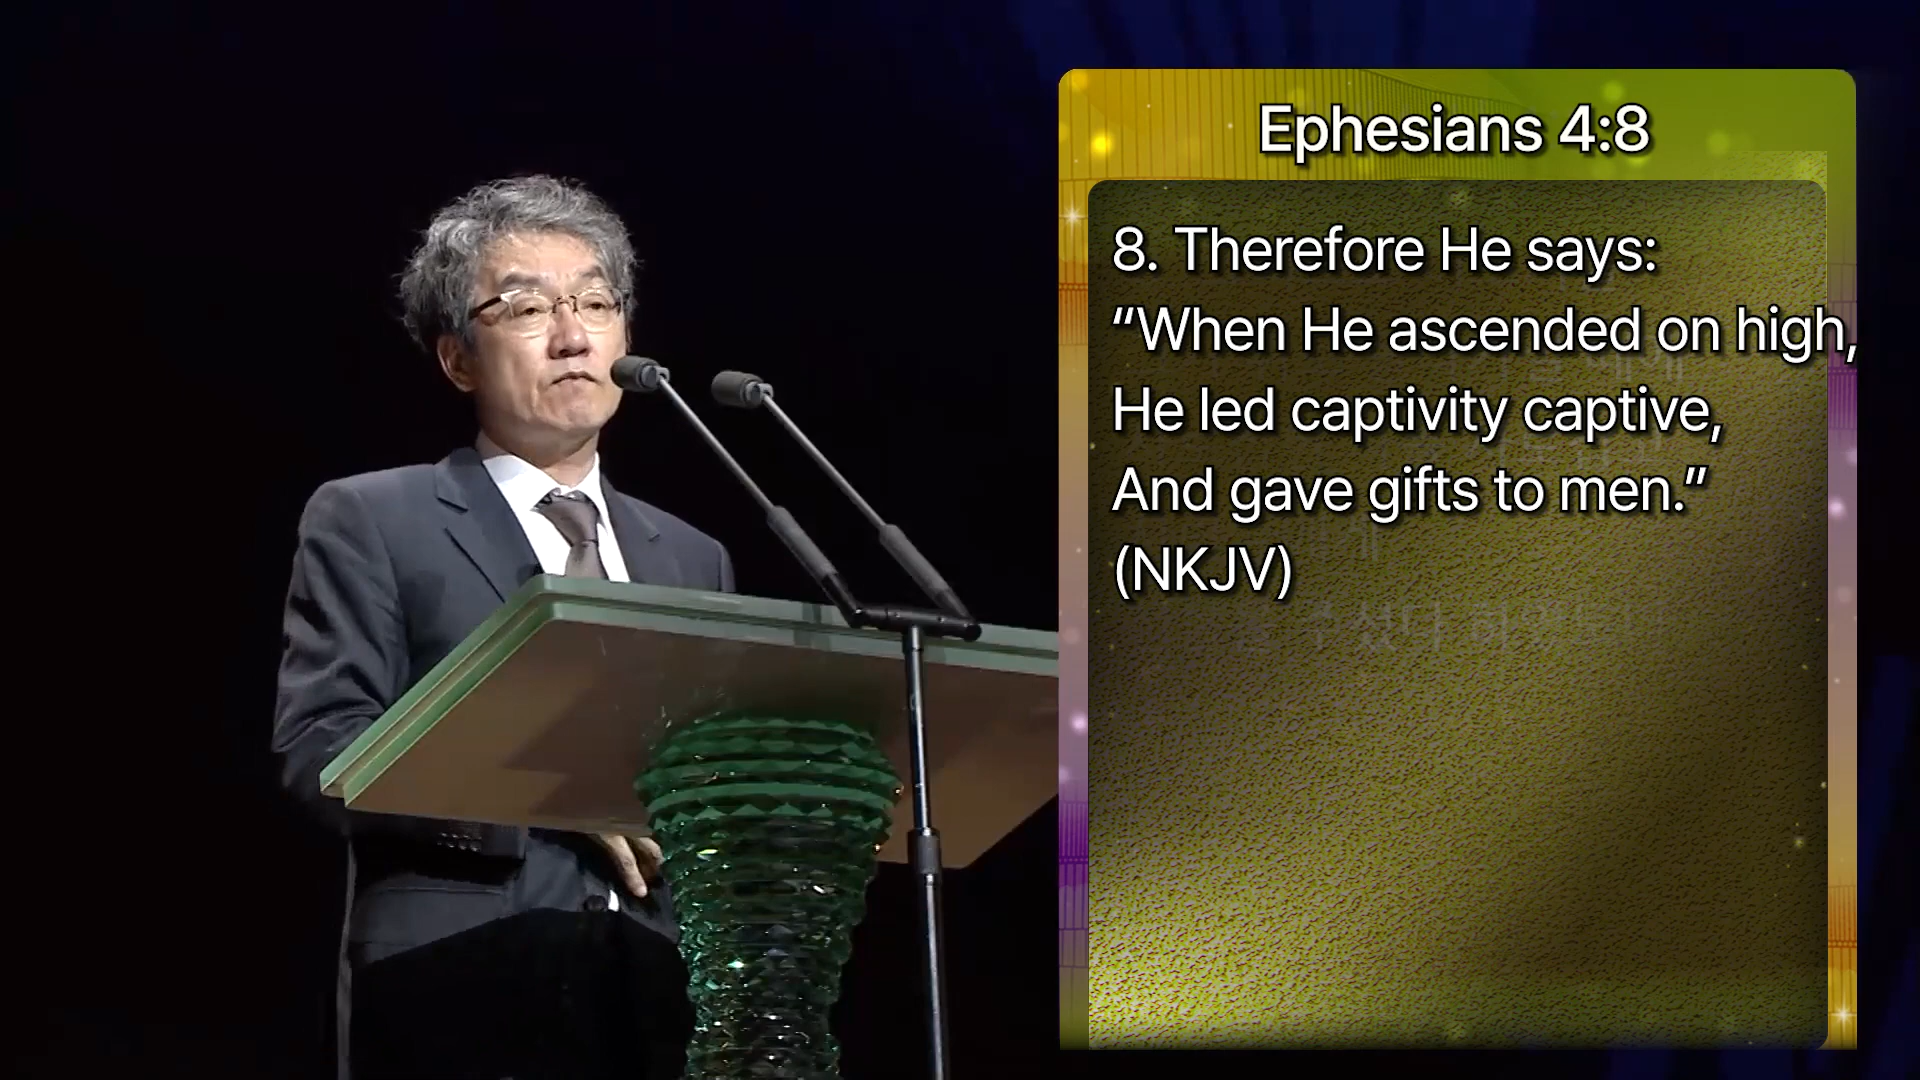 Ephesians 4:8
8. Therefore He says:
“When He ascended on high,
He led captivity captive,
And gave gifts to men.”
(NKJV)